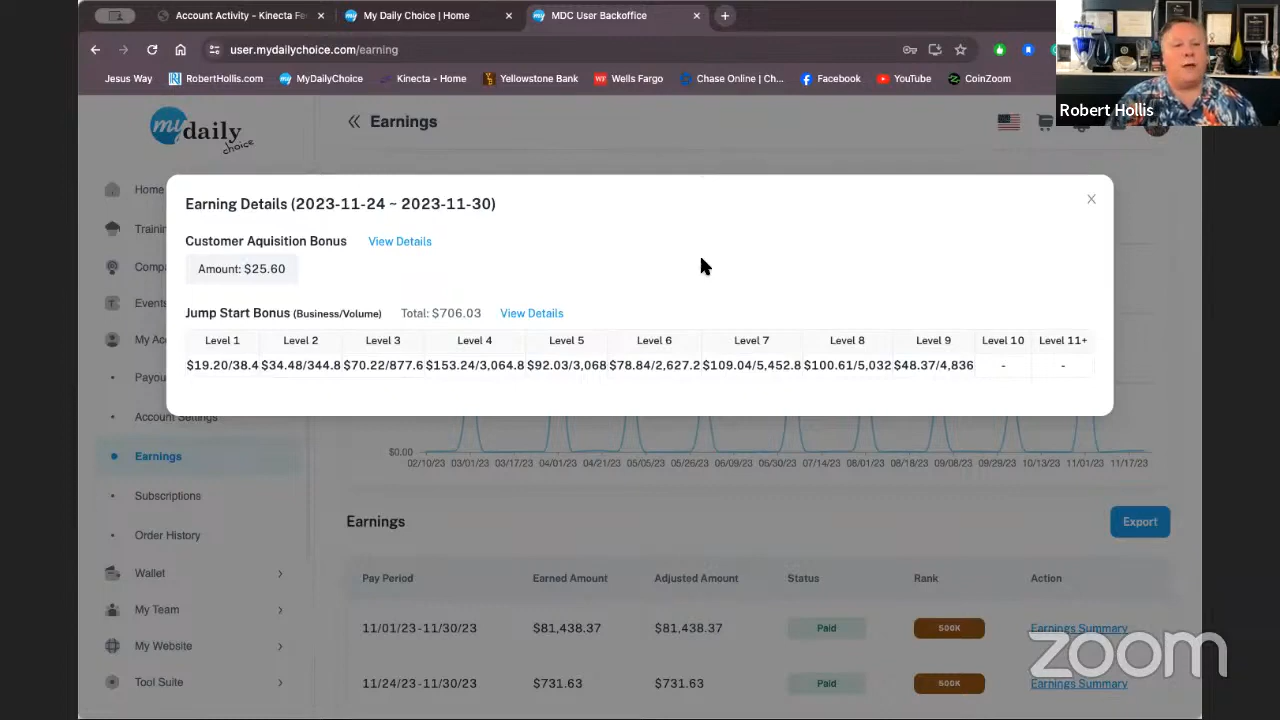 Account Activity - Kinecta Fe
My Daily Choice | Home
MDC User Backoffice
user.mydailychoice.com/earning
Jesus Way
RobertHollis.com
MyDailyChoice
Kinecta - Home
Yellostone Bank
Wells Fargo
Chase Online | Ch...
Facebook
YouTube
CoinZoom
Robert Hollis
my daily choice
Earnings
Home
Trainin
Compa
Events
My Ac
Payou
Account Settings
Earnings
Subscriptions
Order History
Wallet
My Team
My Website
Tool Suite
Earning Details (2023-11-24 ~ 2023-11-30)
Customer Aquisition Bonus View Details
Amount: $25.60
Jump Start Bonus (Business/Volume) Total: $706.03 View Details
Level 1 Level 2 Level 3 Level 4 Level 5 Level 6 Level 7 Level 8 Level 9 Level 10 Level 11+
$19.20/38.4 $34.48/344.8 $70.22/877.6 $153.24/3,064.8 $92.03/3,068 $78.84/2,627.2 $109.04/5,452.8 $100.61/5,032 $48.37/4,836 - -
$0.00
02/10/23 03/01/23 03/17/23 04/01/23 04/21/23 05/05/23 05/26/23 06/09/23 06/30/23 07/14/23 08/01/23 08/18/23 09/08/23 09/29/23 10/13/23 11/01/23 11/17/23
Earnings
Export
Pay Period Earned Amount Adjusted Amount Status Rank Action
11/01/23-11/30/23 $81,438.37 $81,438.37 Paid 500K Earnings Summary
11/24/23-11/30/23 $731.63 $731.63 Paid 500K Earnings Summary
zoom